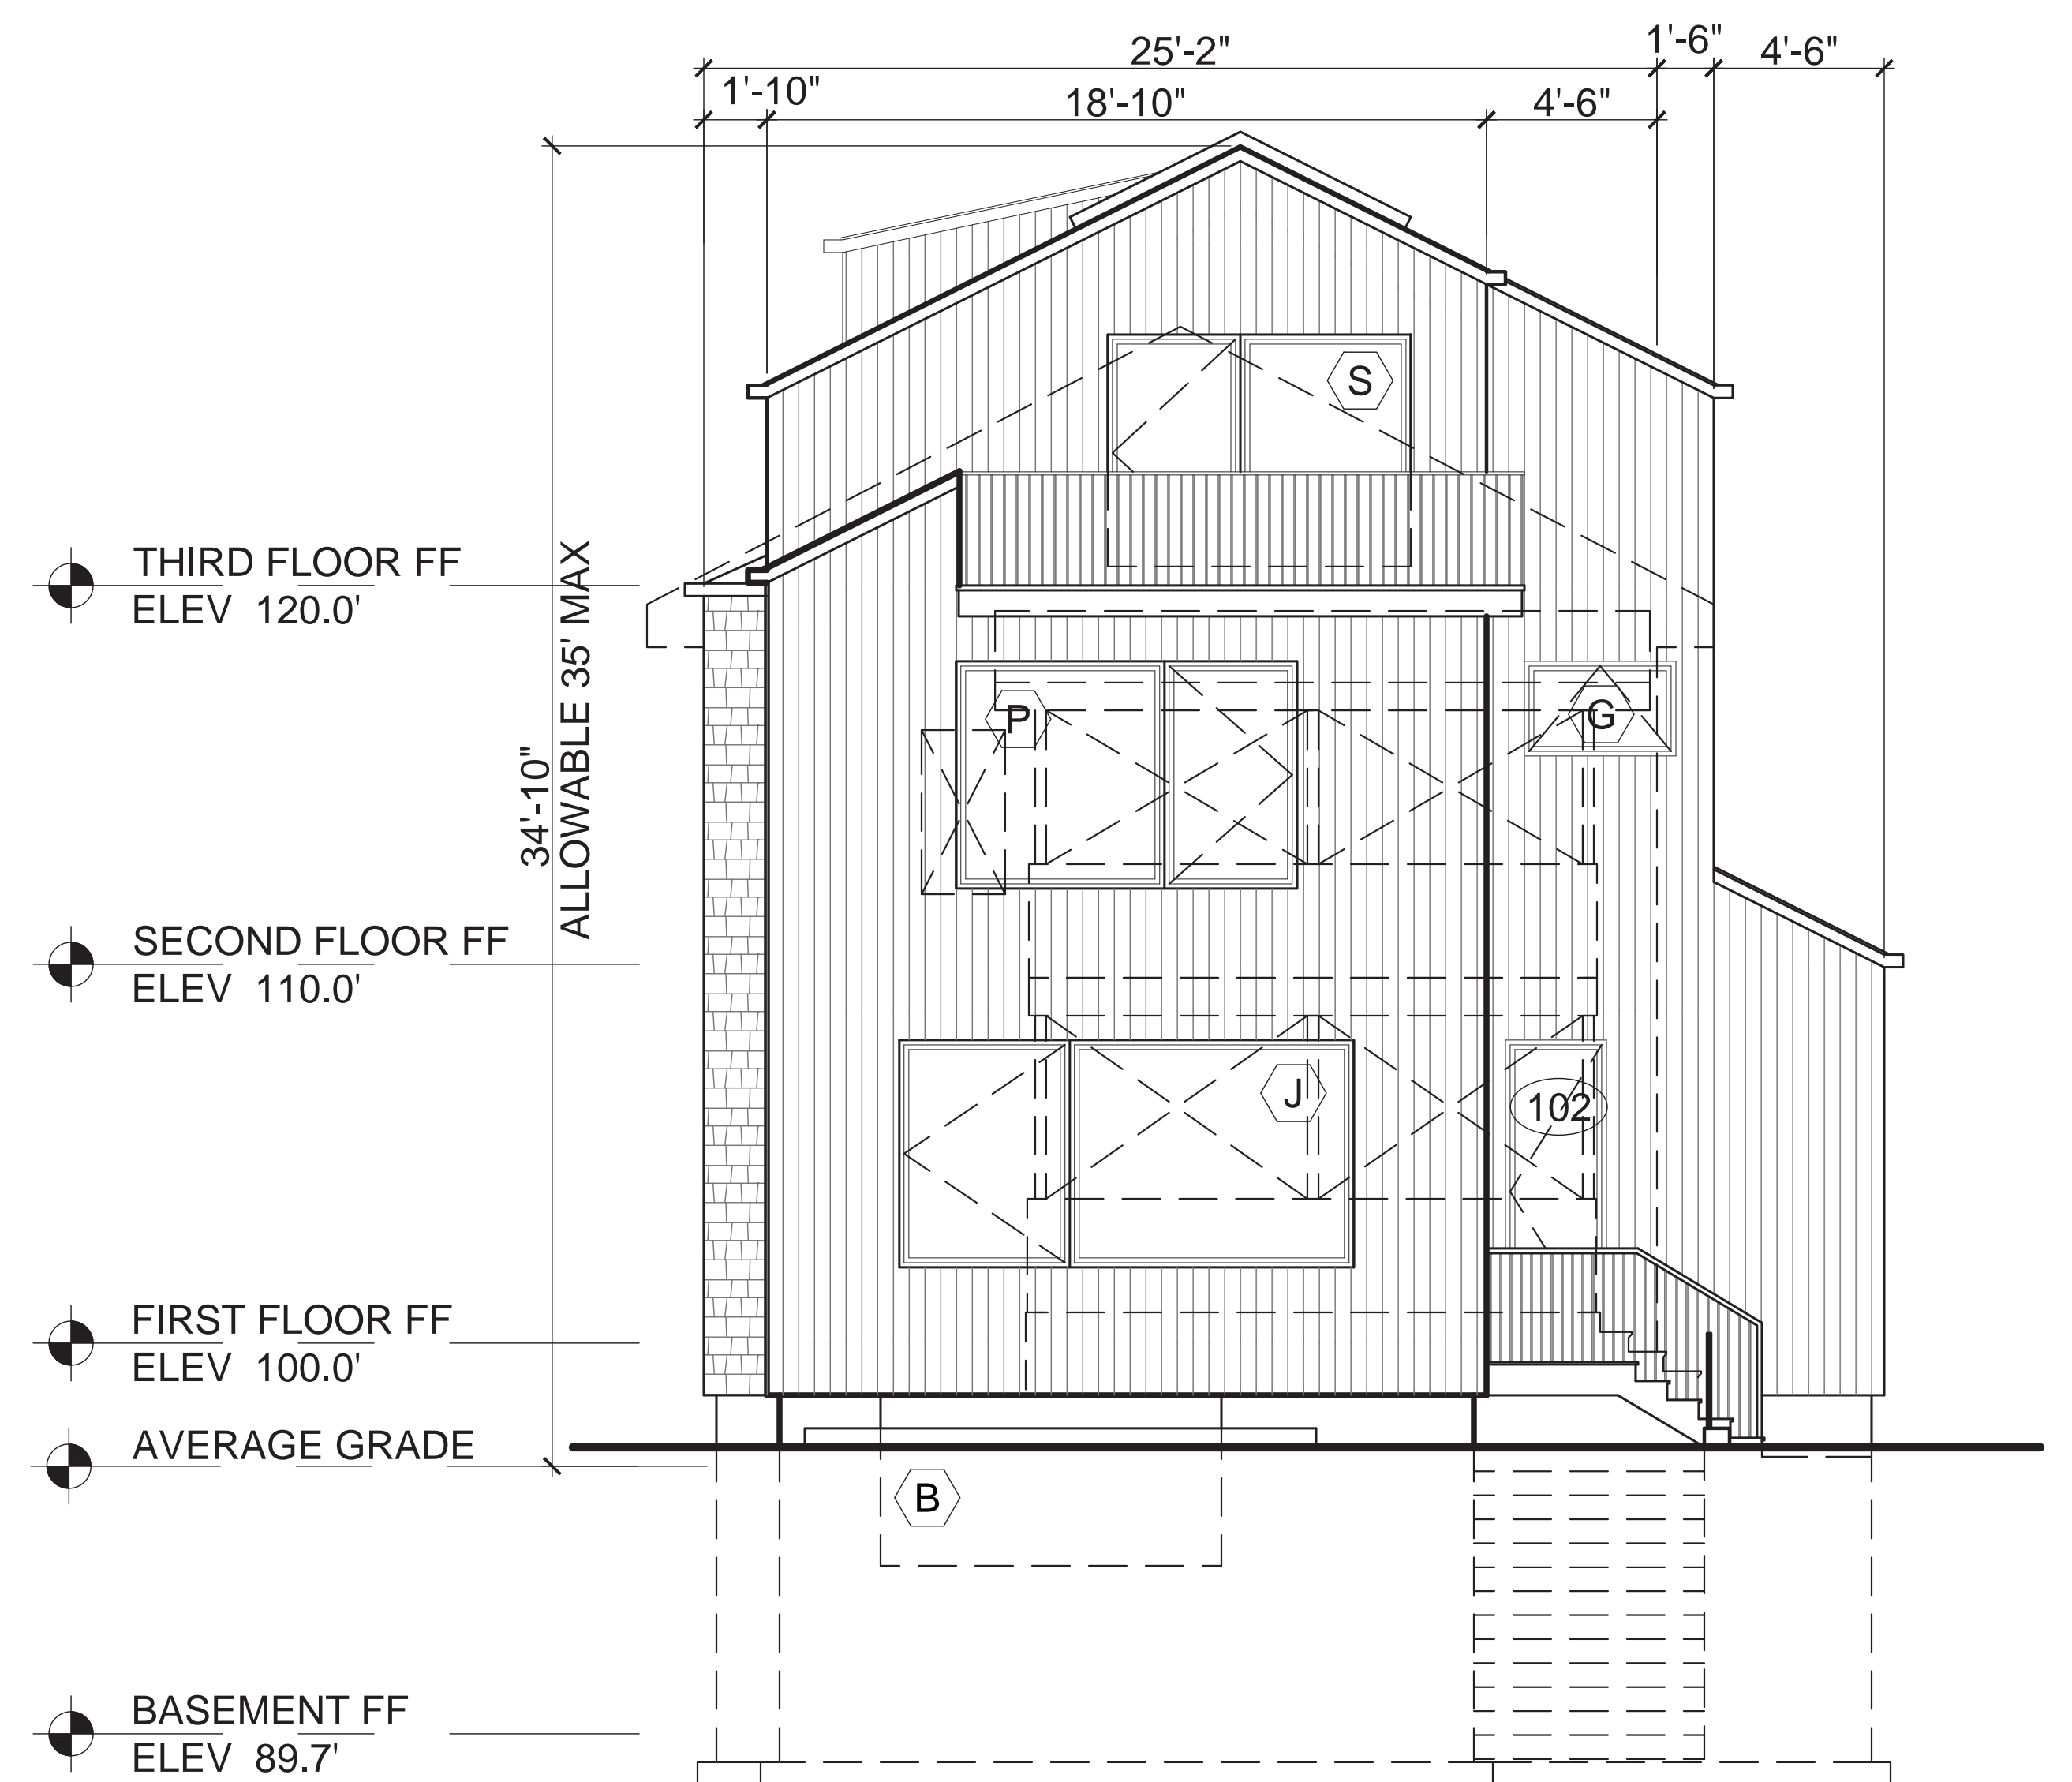 25'-2"
1'-6"
4'-6"
1'-10"
18'-10"
4'-6"
S
THIRD FLOOR FF
ELEV 120.0'
34'-10"
ALLOWABLE 35' MAX
P
G
SECOND FLOOR FF
ELEV 110.0'
J
102
FIRST FLOOR FF
ELEV 100.0'
AVERAGE GRADE
B
BASEMENT FF
ELEV 89.7'